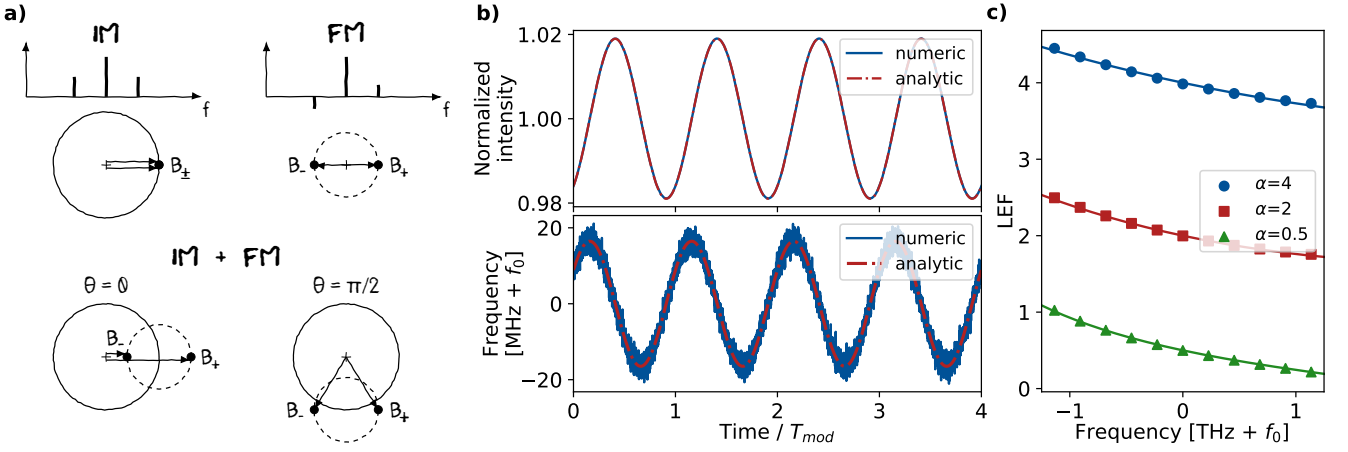 a)
IM
FM
f
f
B±
B-
B+
IM + FM
θ = 0
θ = π/2
B-
B+
B-
B+
b)
1.02
1.00
0.98
Normalized
intensity
numeric
analytic
20
0
−20
Frequency
[MHz + f0]
numeric
analytic
0
1
2
3
4
Time / Tmod
c)
4
3
2
1
0
LEF
α=4
α=2
α=0.5
−1
0
1
Frequency [THz + f0]